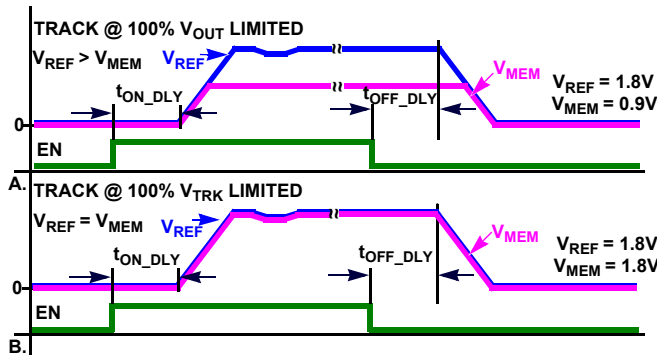 TRACK @ 100% VOUT LIMITED
VREF > VMEM
VREF
VMEM
tON_DLY
tOFF_DLY
VREF = 1.8V
VMEM = 0.9V
0
EN
A.
TRACK @ 100% VTRK LIMITED
VREF = VMEM
VREF
VMEM
tON_DLY
tOFF_DLY
VREF = 1.8V
VMEM = 1.8V
0
EN
B.